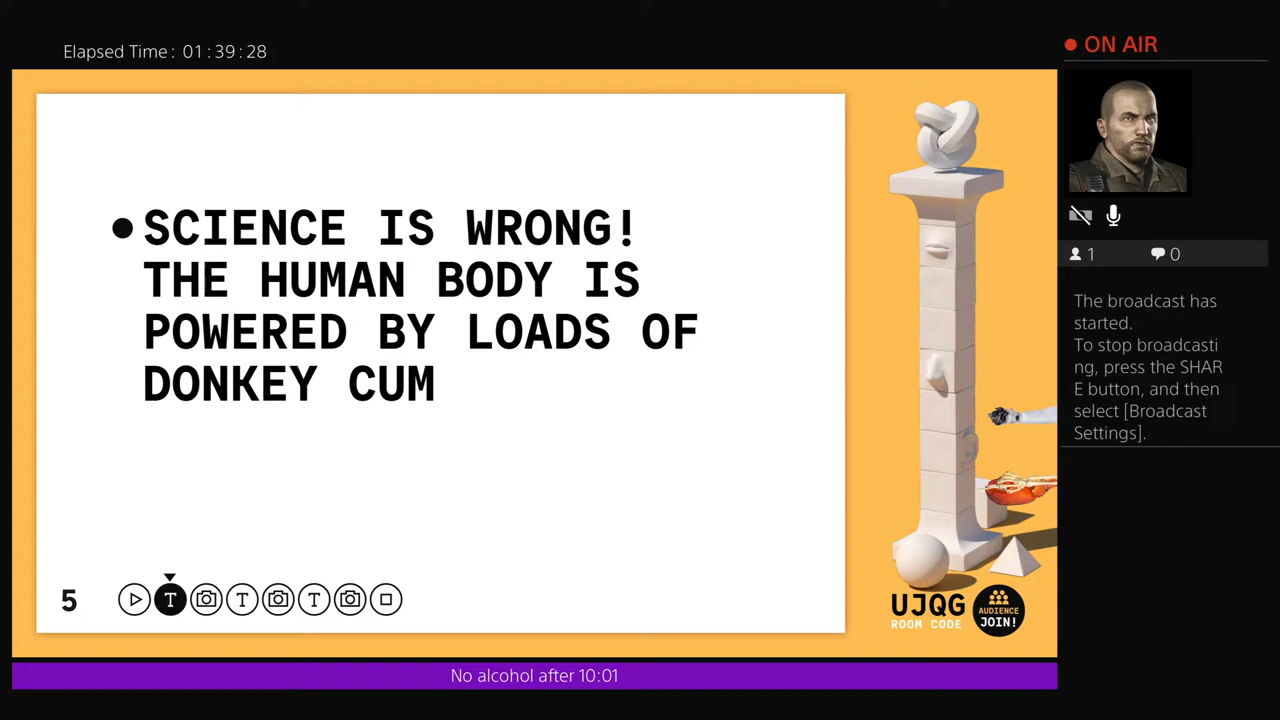 Elapsed Time: 01:39:28
ON AIR
SCIENCE IS WRONG!
THE HUMAN BODY IS
POWERED BY LOADS OF
DONKEY CUM
1
0
The broadcast has
started.
To stop broadcasti
ng, press the SHAR
E button, and then
select [Broadcast
Settings].
5
T
T
T
UJQG
ROOM CODE
AUDIENCE
JOIN!
No alcohol after 10:01